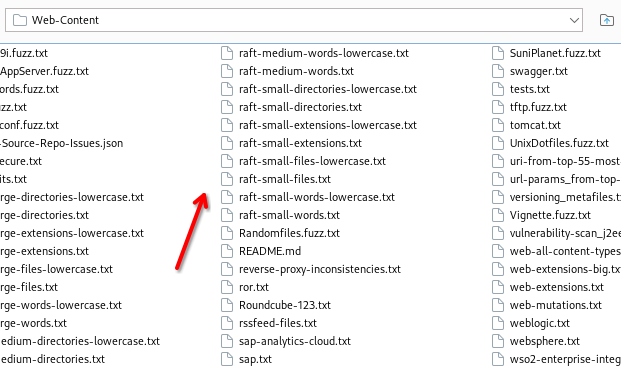 Web-Content
9i.fuzz.txt
AppServer.fuzz.txt
ords.fuzz.txt
zz.txt
conf.fuzz.txt
-Source-Repo-Issues.json
ecure.txt
its.txt
rge-directories-lowercase.txt
rge-directories.txt
rge-extensions-lowercase.txt
rge-extensions.txt
rge-files-lowercase.txt
rge-files.txt
rge-words-lowercase.txt
rge-words.txt
nedium-directories-lowercase.txt
nedium-directories.txt
raft-medium-words-lowercase.txt
raft-medium-words.txt
raft-small-directories-lowercase.txt
raft-small-directories.txt
raft-small-extensions-lowercase.txt
raft-small-extensions.txt
raft-small-files-lowercase.txt
raft-small-files.txt
raft-small-words-lowercase.txt
raft-small-words.txt
Randomfiles.fuzz.txt
README.md
reverse-proxy-inconsistencies.txt
ror.txt
Roundcube-123.txt
rssfeed-files.txt
sap-analytics-cloud.txt
sap.txt
SuniPlanet.fuzz.txt
swagger.txt
tests.txt
tftp.fuzz.txt
tomcat.txt
UnixDotfiles.fuzz.txt
uri-from-top-55-most
url-params_from-top-
versioning_metafiles.t
Vignette.fuzz.txt
vulnerability-scan_j2ee
web-all-content-types
web-extensions-big.tx
web-extensions.txt
web-mutations.txt
weblogic.txt
websphere.txt
wso2-enterprise-integ